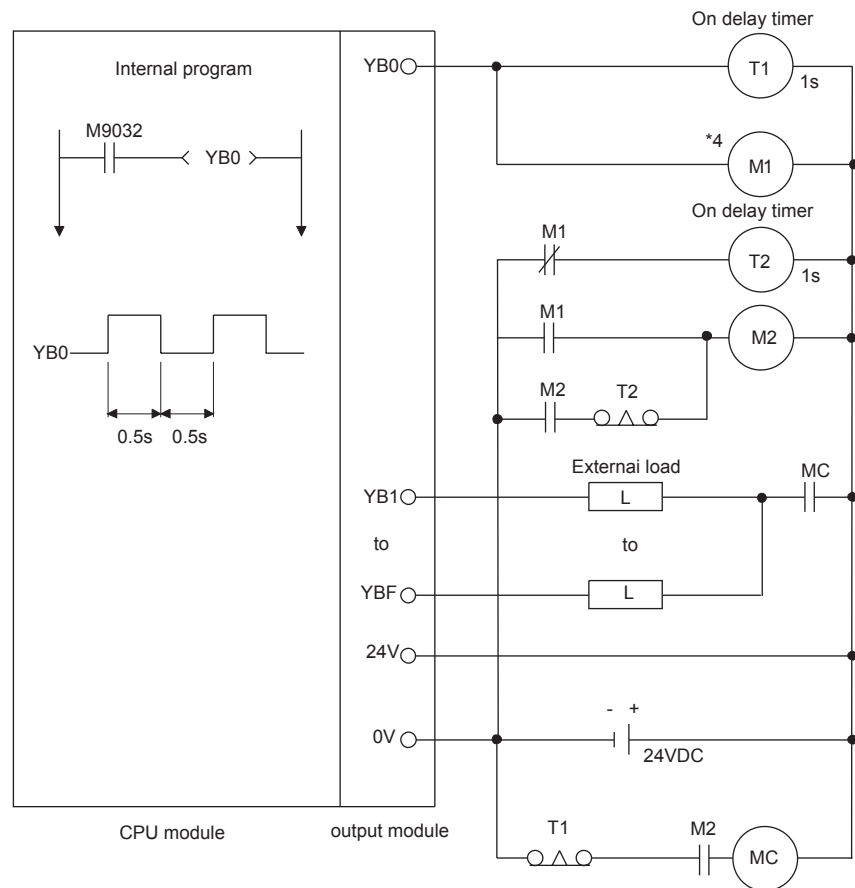 On delay timer
Internal program
YB0
T1
1s
M9032
YB0
*4
M1
On delay timer
M1
T2
1s
M1
M2
YB0
M2
T2
0.5s
0.5s
Externai load
MC
YB1
L
to
to
YBF
L
24V
- +
0V
24VDC
T1
M2
MC
CPU module
output module